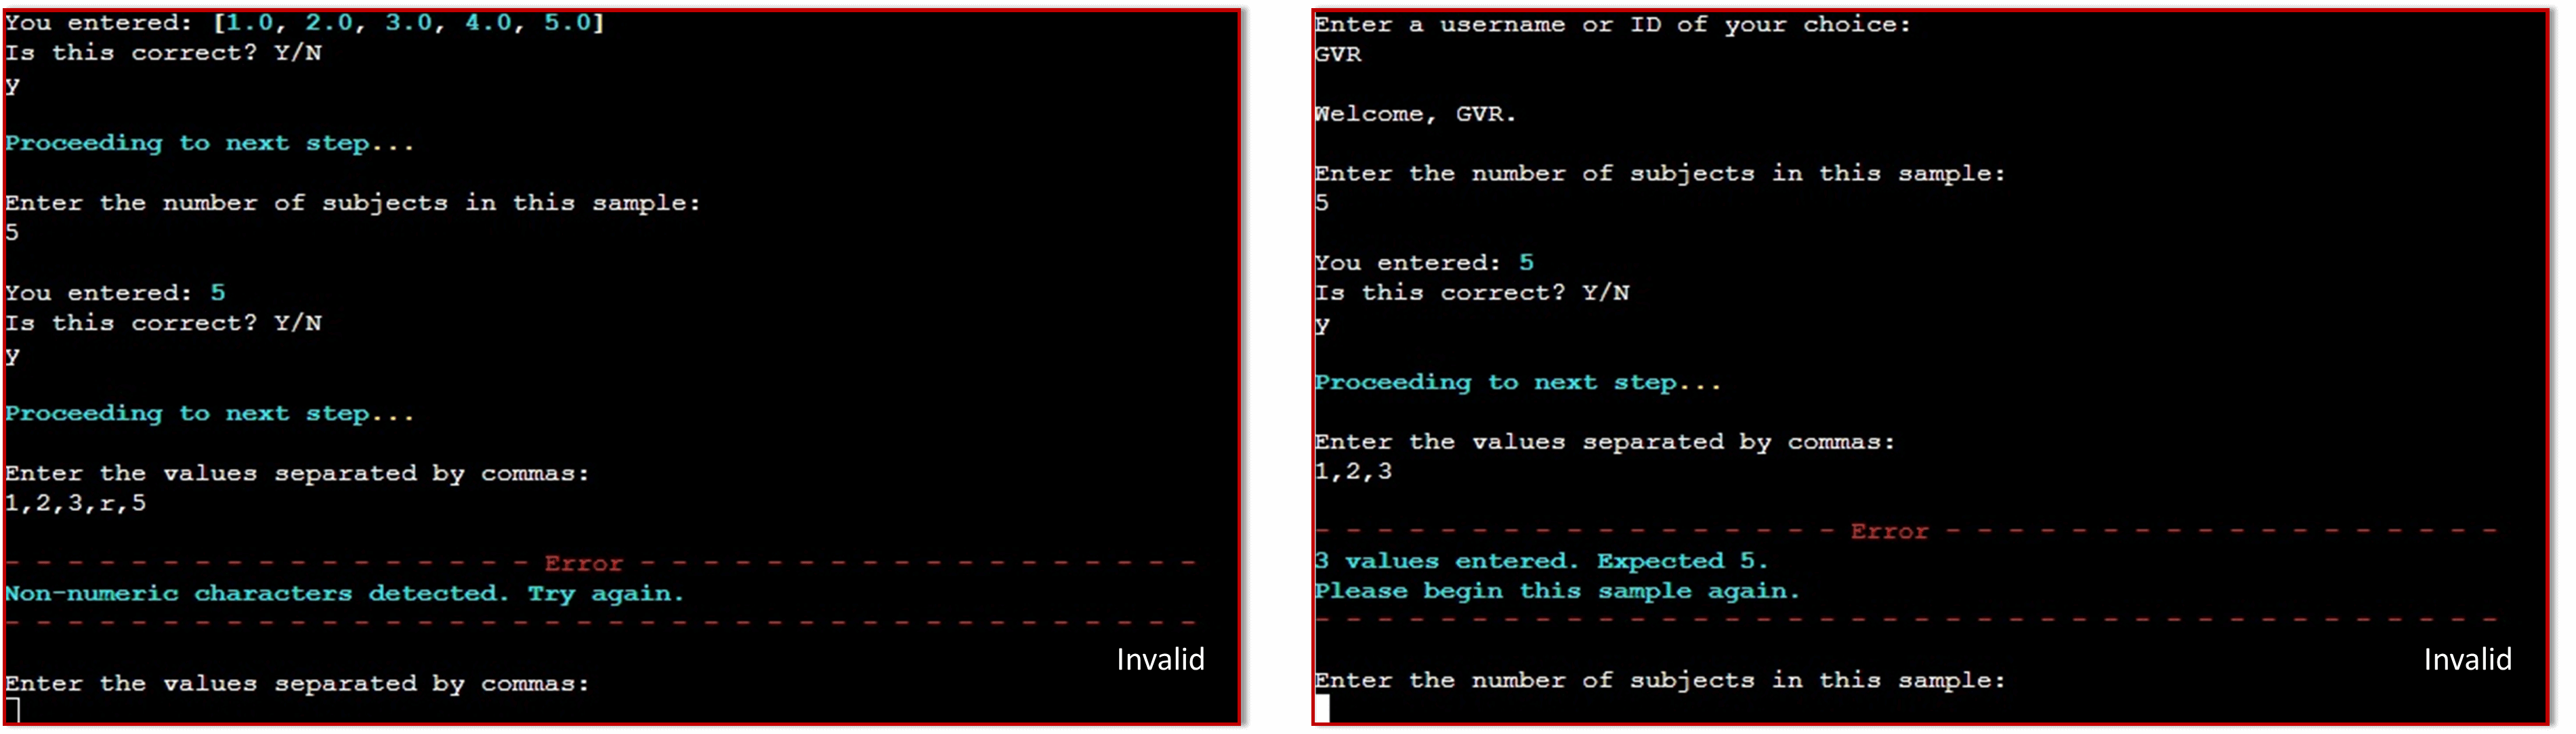 You entered: [1.0, 2.0, 3.0, 4.0, 5.0]
Is this correct? Y/N
y
Proceeding to next step...
Enter the number of subjects in this sample:
5
You entered: 5
Is this correct? Y/N
y
Proceeding to next step...
Enter the values separated by commas:
1,2,3,r,5
- - - - - - - - - - - - - - - - - Error - - - - - - - - - - - - - - - - - -
Non-numeric characters detected. Try again.
- - - - - - - - - - - - - - - - - - - - - - - - - - - - - - - - - - - - - -
Invalid
Enter the values separated by commas:
Enter a username or ID of your choice:
GVR
Welcome, GVR.
Enter the number of subjects in this sample:
5
You entered: 5
Is this correct? Y/N
y
Proceeding to next step...
Enter the values separated by commas:
1,2,3
- - - - - - - - - - - - - - - - - Error - - - - - - - - - - - - - - - - - -
3 values entered. Expected 5.
Please begin this sample again.
- - - - - - - - - - - - - - - - - - - - - - - - - - - - - - - - - - - - - -
Invalid
Enter the number of subjects in this sample: